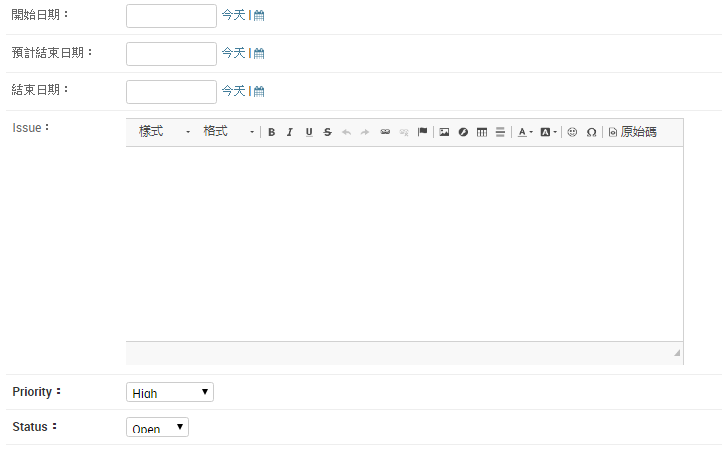 開始日期：
今天 |
預計結束日期：
今天 |
結束日期：
今天 |
Issue：
樣式 格式 B I U S A A Ω 原始碼
Priority：
High
Status：
Open